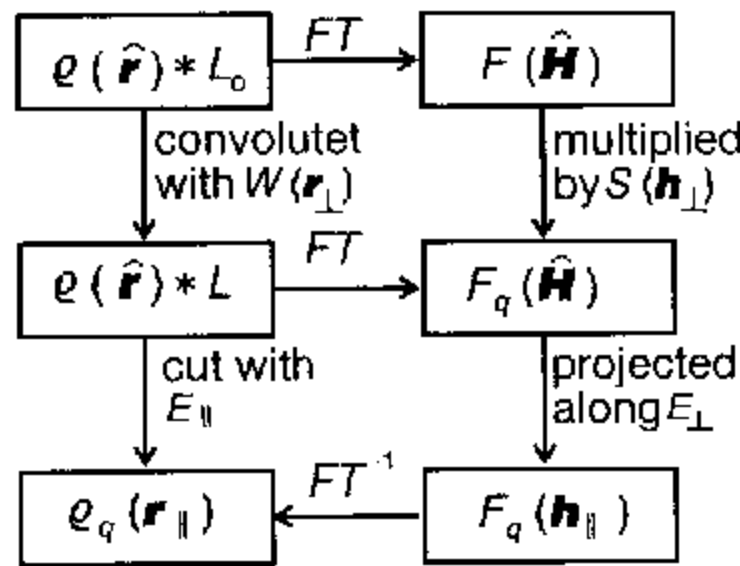 ϱ(r̂) * L₀
FT
F(Ĥ)
convolutet
with W(r⊥)
multiplied
by S(h⊥)
ϱ(r̂) * L
FT
F_q(Ĥ)
cut with
E∥
projected
along E⊥
ϱ_q(r∥)
FT⁻¹
F_q(h∥)